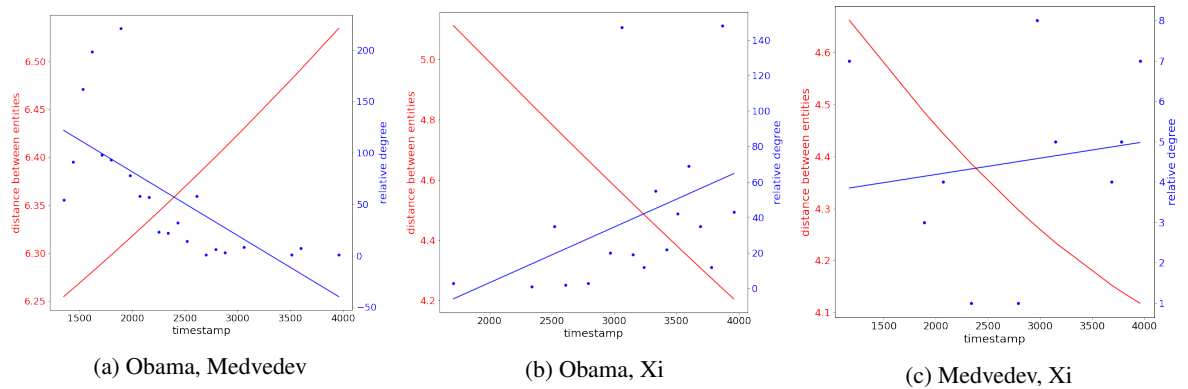 6.50
6.45
6.40
6.35
6.30
6.25
distance between entities
200
150
100
50
0
−50
relative degree
1500 2000 2500 3000 3500 4000
timestamp
(a) Obama, Medvedev
5.0
4.8
4.6
4.4
4.2
distance between entities
140
120
100
80
60
40
20
0
relative degree
2000 2500 3000 3500 4000
timestamp
(b) Obama, Xi
4.6
4.5
4.4
4.3
4.2
4.1
distance between entities
8
7
6
5
4
3
2
1
relative degree
1500 2000 2500 3000 3500 4000
timestamp
(c) Medvedev, Xi